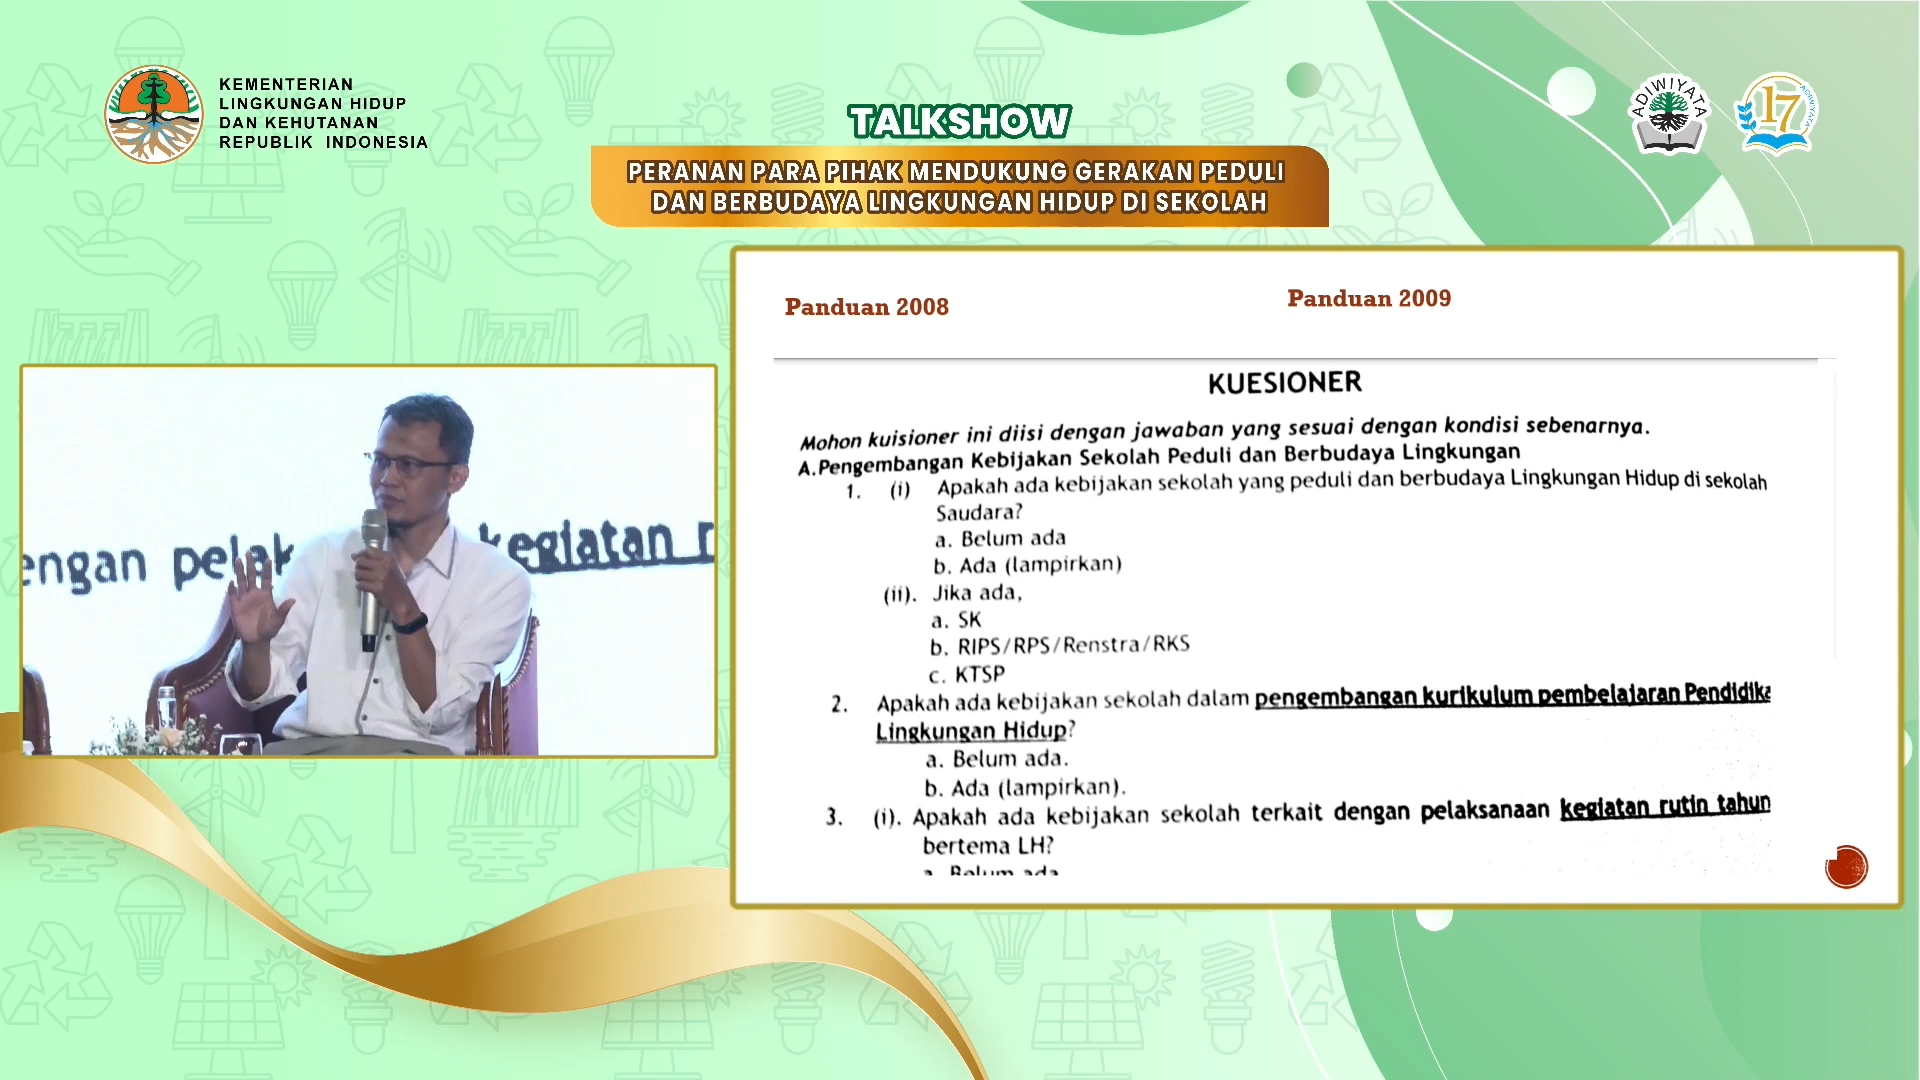 KEMENTERIAN
LINGKUNGAN HIDUP
DAN KEHUTANAN
REPUBLIK INDONESIA
TALKSHOW
PERANAN PARA PIHAK MENDUKUNG GERAKAN PEDULI
DAN BERBUDAYA LINGKUNGAN HIDUP DI SEKOLAH
ADIWIYATA
17
ADIWIYATA
engan pelak kegiatan r
Panduan 2008
Panduan 2009
KUESIONER
Mohon kuisioner ini diisi dengan jawaban yang sesuai dengan kondisi sebenarnya.
A.Pengembangan Kebijakan Sekolah Peduli dan Berbudaya Lingkungan
1. (i) Apakah ada kebijakan sekolah yang peduli dan berbudaya Lingkungan Hidup di sekolah
Saudara?
a. Belum ada
b. Ada (lampirkan)
(ii). Jika ada,
a. SK
b. RIPS/RPS/Renstra/RKS
c. KTSP
2. Apakah ada kebijakan sekolah dalam pengembangan kurikulum pembelajaran Pendidika
Lingkungan Hidup?
a. Belum ada.
b. Ada (lampirkan).
3. (i). Apakah ada kebijakan sekolah terkait dengan pelaksanaan kegiatan rutin tahun
bertema LH?
a. Belum ada